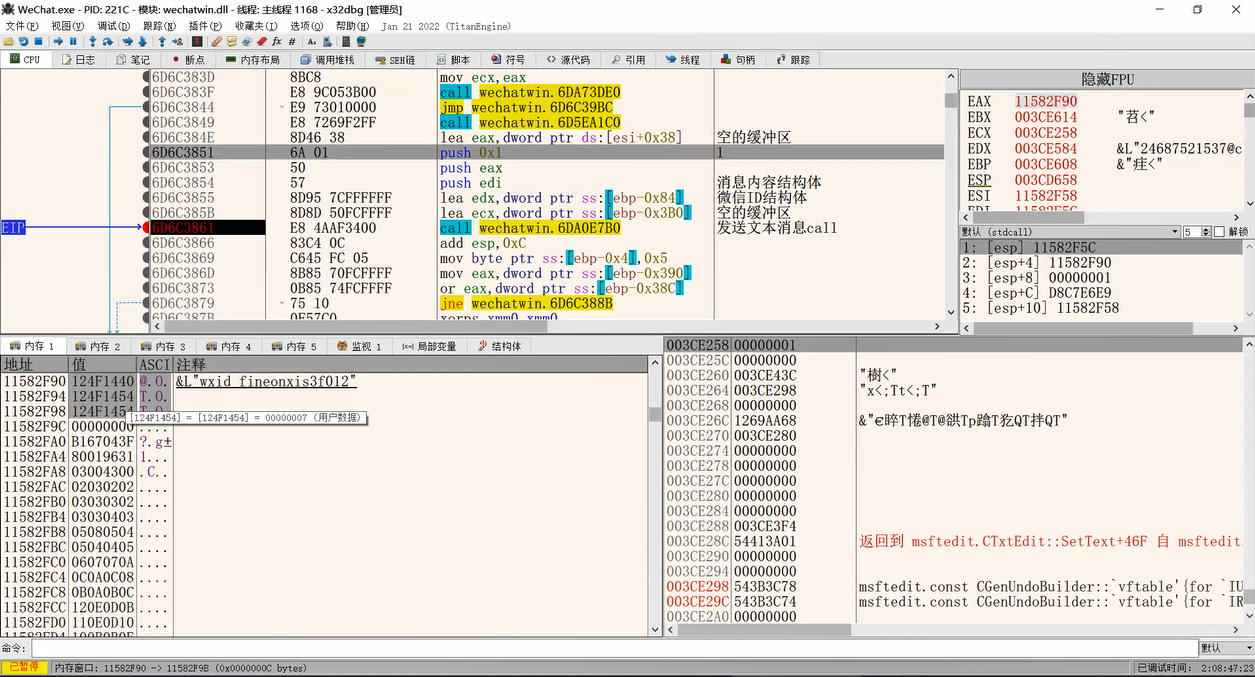 WeChat.exe - PID: 221C - 模块: wechatwin.dll - 线程: 主线程 1168 - x32dbg [管理员]
文件(F) 视图(V) 调试(D) 跟踪(N) 插件(P) 收藏夹(I) 选项(O) 帮助(H) Jan 21 2022 (TitanEngine)
CPU 日志 笔记 断点 内存布局 调用堆栈 SEH链 脚本 符号 源代码 引用 线程 句柄 跟踪
6D6C383D 8BC8 mov ecx,eax
6D6C383F E8 9C053B00 call wechatwin.6DA73DE0
6D6C3844 E9 73010000 jmp wechatwin.6D6C39BC
6D6C3849 E8 7269F2FF call wechatwin.6D5EA1C0
6D6C384E 8D46 38 lea eax,dword ptr ds:[esi+0x38] 空的缓冲区
6D6C3851 6A 01 push 0x1 1
6D6C3853 50 push eax
6D6C3854 57 push edi 消息内容结构体
6D6C3855 8D95 7CFFFFFF lea edx,dword ptr ss:[ebp-0x84] 微信ID结构体
6D6C385B 8D8D 50FCFFFF lea ecx,dword ptr ss:[ebp-0x3B0] 空的缓冲区
EIP 6D6C3861 E8 4AAF3400 call wechatwin.6DA0E7B0 发送文本消息call
6D6C3866 83C4 0C add esp,0xC
6D6C3869 C645 FC 05 mov byte ptr ss:[ebp-0x4],0x5
6D6C386D 8B85 70FCFFFF mov eax,dword ptr ss:[ebp-0x390]
6D6C3873 0B85 74FCFFFF or eax,dword ptr ss:[ebp-0x38C]
6D6C3879 75 10 jne wechatwin.6D6C388B
6D6C387B 0F57C0 xorps xmm0,xmm0
隐藏FPU
EAX 11582F90
EBX 003CE614 "苕<"
ECX 003CE258
EDX 003CE584 &L"24687521537@c
EBP 003CE608 &"疰<"
ESP 003CD658
ESI 11582F58
默认 (stdcall) 5 解锁
1: [esp] 11582F5C
2: [esp+4] 11582F90
3: [esp+8] 00000001
4: [esp+C] D8C7E6E9
5: [esp+10] 11582F58
内存 1 内存 2 内存 3 内存 4 内存 5 监视 1 局部变量 结构体
地址 值 ASCII 注释
11582F90 124F1440 @.O. &L"wxid_fineonxis3f012"
11582F94 124F1454 T.O.
11582F98 124F1454 T.O.
[124F1454] = [124F1454] = 00000007 (用户数据)
11582F9C 00000000 ....
11582FA0 B167043F ?.g±
11582FA4 80019631 1...
11582FA8 03004300 .C..
11582FAC 02030202 ....
11582FB0 03030302 ....
11582FB4 03030403 ....
11582FB8 05080504 ....
11582FBC 05040405 ....
11582FC0 0607070A ....
11582FC4 0C0A0C08 ....
11582FC8 0B0A0B0C ....
11582FCC 120E0D0B ....
11582FD0 110E0D10 ....
003CE258 00000001
003CE25C 00000000
003CE260 003CE43C "樹<"
003CE264 003CE298 "x<;Tt<;T"
003CE268 00000000
003CE26C 1269AA68 &"€晬T惓@T@谼Tp踚T犵QT拌QT"
003CE270 003CE280
003CE274 00000000
003CE278 00000000
003CE27C 00000000
003CE280 00000000
003CE284 00000000
003CE288 003CE3F4
003CE28C 54413A01 返回到 msftedit.CTxtEdit::SetText+46F 自 msftedit.
003CE290 00000000
003CE294 00000000
003CE298 543B3C78 msftedit.const CGenUndoBuilder::`vftable'{for `IU
003CE29C 543B3C74 msftedit.const CGenUndoBuilder::`vftable'{for `IR
003CE2A0 00000000
命令: 默认
已暂停 内存窗口: 11582F90 -> 11582F9B (0x0000000C bytes) 已调试时间: 2:08:47:23